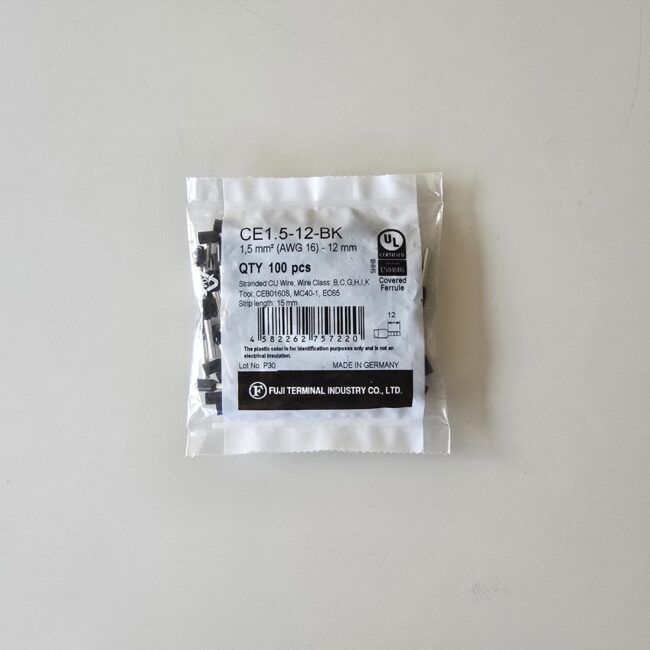 CE1.5-12-BK
1,5 mm² (AWG 16) - 12 mm
QTY 100 pcs
Stranded CU Wire, Wire Class, B,C,G,H,I,K
Tool: CEB0160S, MC40-1, EC65
Strip length: 15 mm
UL
CERTIFIED
Covered
Ferrule
12
4 582262 757220
The plastic color is for identification purposes only and is not an
electrical insulation.
Lot No. P30 MADE IN GERMANY
F FUJI TERMINAL INDUSTRY CO., LTD.